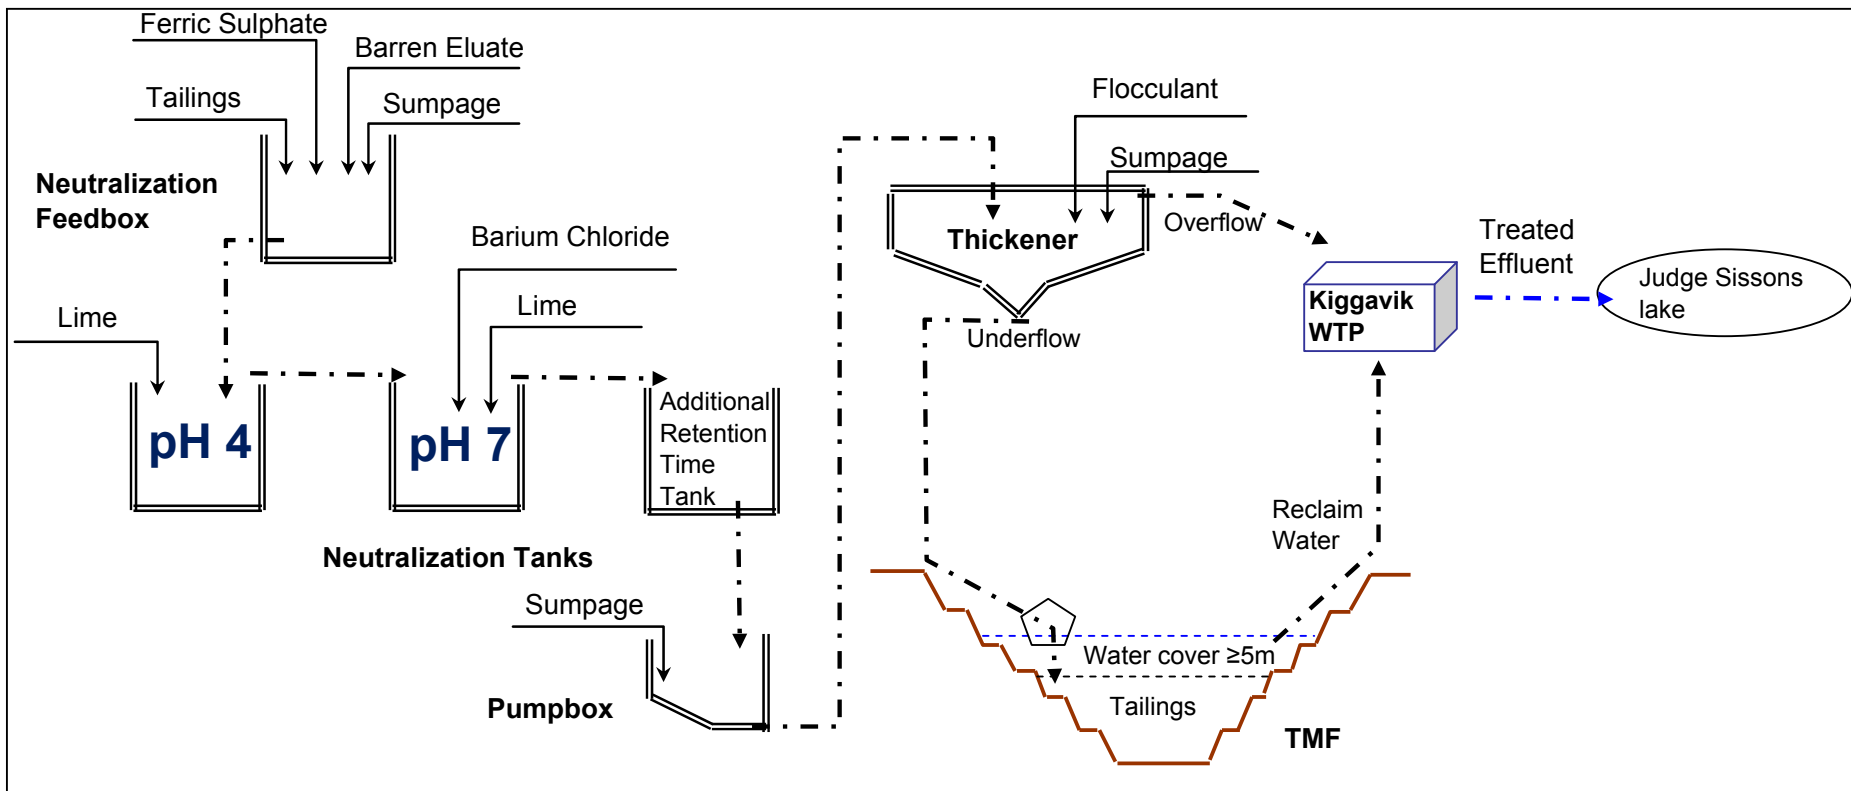 Ferric Sulphate
Barren Eluate
Tailings
Sumpage
Neutralization
Feedbox
Barium Chloride
Lime
Lime
pH 4
pH 7
Additional
Retention
Time
Tank
Neutralization Tanks
Sumpage
Pumpbox
Flocculant
Sumpage
Thickener
Overflow
Underflow
Kiggavik
WTP
Treated
Effluent
Judge Sissons
lake
Reclaim
Water
Water cover ≥5m
Tailings
TMF